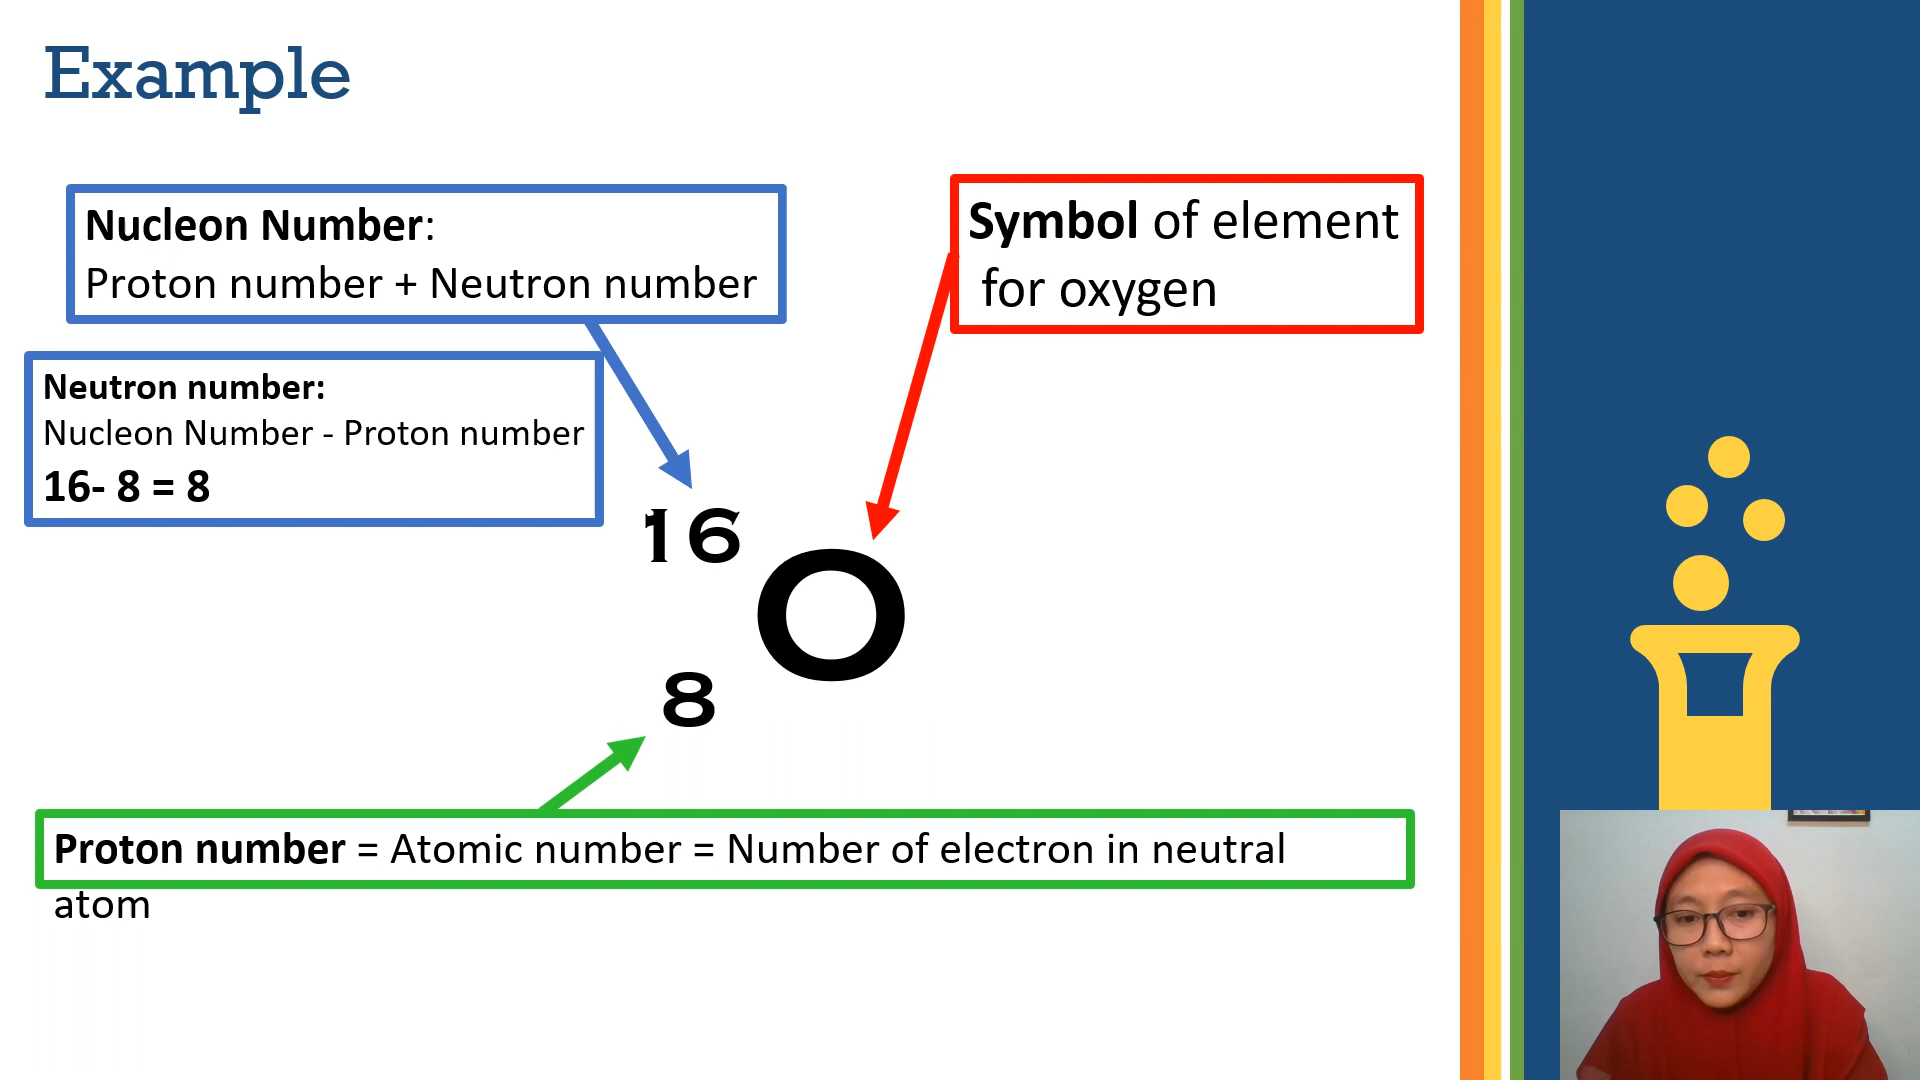 Example
Nucleon Number:
Proton number + Neutron number
Symbol of element
for oxygen
Neutron number:
Nucleon Number - Proton number
16- 8 = 8
16
O
8
Proton number = Atomic number = Number of electron in neutral
atom